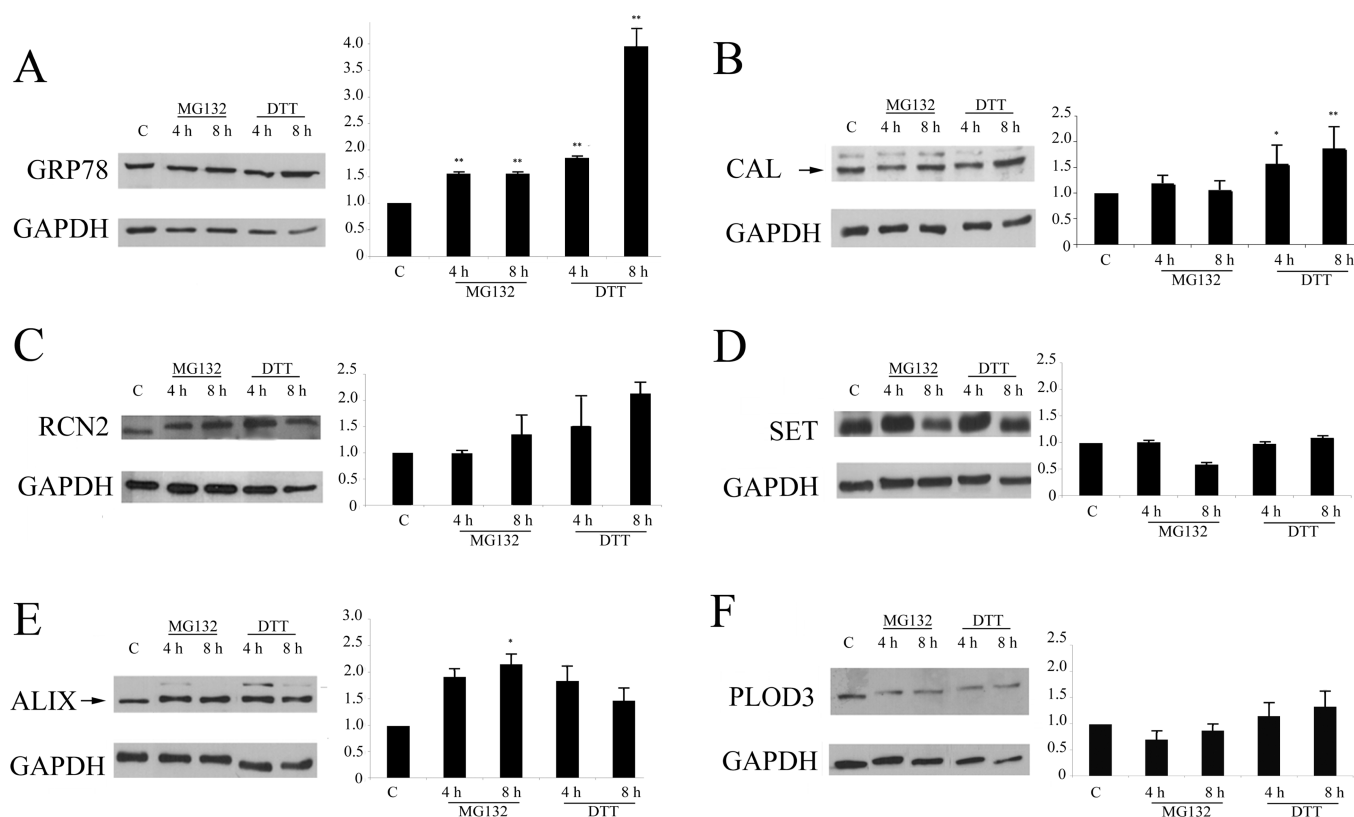 A
MG132 DTT
C 4 h 8 h 4 h 8 h
GRP78
GAPDH
**
** ** **
4.0
3.5
3.0
2.5
2.0
1.5
1.0
0.5
0
C 4 h 8 h 4 h 8 h
MG132 DTT
B
MG132 DTT
C 4 h 8 h 4 h 8 h
CAL
GAPDH
* **
2.5
2.0
1.5
1.0
0.5
0
C 4 h 8 h 4 h 8 h
MG132 DTT
C
MG132 DTT
C 4 h 8 h 4 h 8 h
RCN2
GAPDH
2.5
2.0
1.5
1.0
0.5
0
C 4 h 8 h 4 h 8 h
MG132 DTT
D
MG132 DTT
C 4 h 8 h 4 h 8 h
SET
GAPDH
2.5
2.0
1.5
1.0
0.5
0
C 4 h 8 h 4 h 8 h
MG132 DTT
E
MG132 DTT
C 4 h 8 h 4 h 8 h
ALIX
GAPDH
*
3.0
2.5
2.0
1.5
1.0
0.5
0
C 4 h 8 h 4 h 8 h
MG132 DTT
F
MG132 DTT
C 4 h 8 h 4 h 8 h
PLOD3
GAPDH
2.5
2.0
1.5
1.0
0.5
0
C 4 h 8 h 4 h 8 h
MG132 DTT